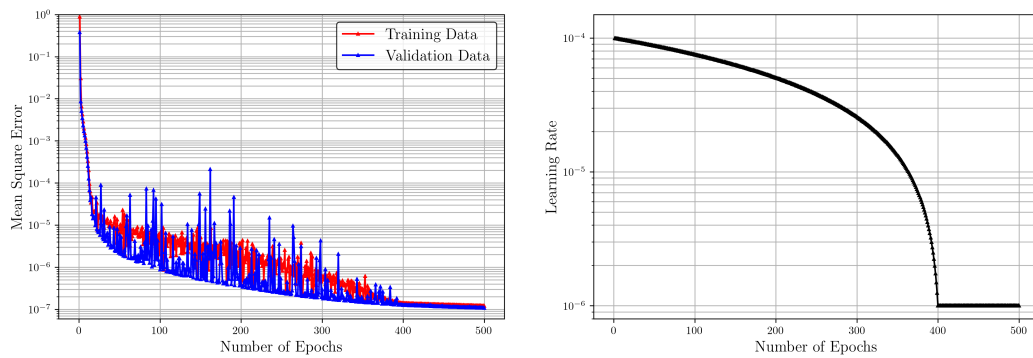 10⁰
10⁻¹
10⁻²
10⁻³
10⁻⁴
10⁻⁵
10⁻⁶
10⁻⁷
Mean Square Error
Training Data
Validation Data
0 100 200 300 400 500
Number of Epochs
10⁻⁴
10⁻⁵
10⁻⁶
Learning Rate
0 100 200 300 400 500
Number of Epochs